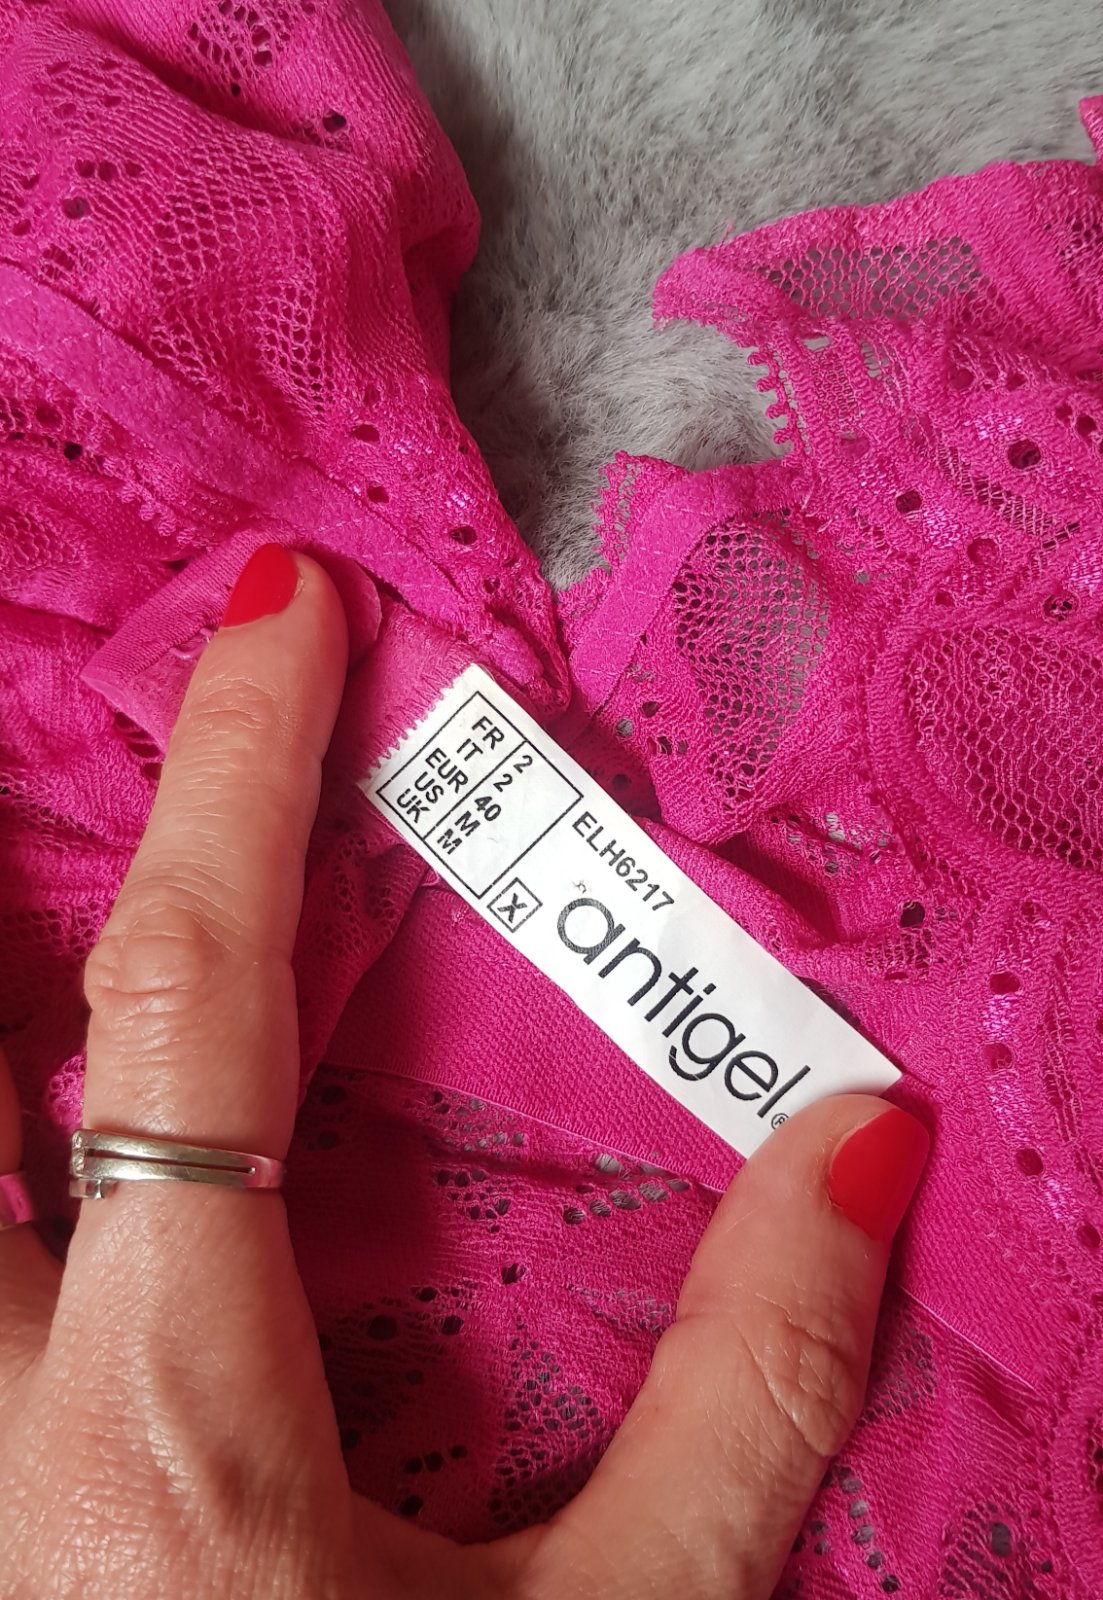 FR 2
IT 2
EUR 40
US M
UK M
X
ELH6217
antigel®